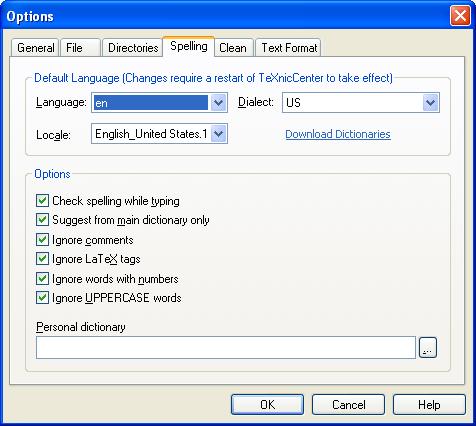 Options
General File Directories Spelling Clean Text Format
Default Language (Changes require a restart of TeXnicCenter to take effect)
Language: en Dialect: US
Locale: English_United States.1 Download Dictionaries
Options
Check spelling while typing
Suggest from main dictionary only
Ignore comments
Ignore LaTeX tags
Ignore words with numbers
Ignore UPPERCASE words
Personal dictionary
...
OK Cancel Help